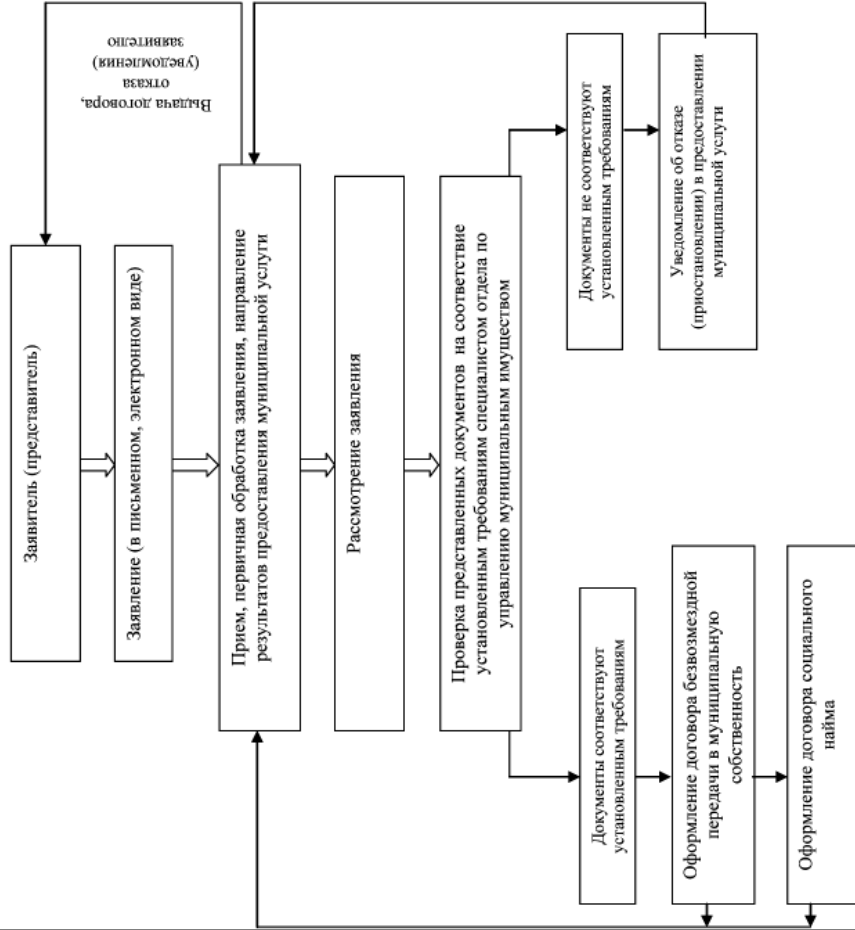 Заявитель (представитель)
Выдача договора,
отказа
(уведомления)
заявителю
Заявление (в письменном, электронном виде)
Прием, первичная обработка заявления, направление
результатов предоставления муниципальной услуги
Рассмотрение заявления
Проверка представленных документов на соответствие
установленным требованиям специалистом отдела по
управлению муниципальным имуществом
Документы соответствуют
установленным требованиям
Документы не соответствуют
установленным требованиям
Оформление договора безвозмездной
передачи в муниципальную
собственность
Уведомление об отказе
(приостановлении) в предоставлении
муниципальной услуги
Оформление договора социального
найма